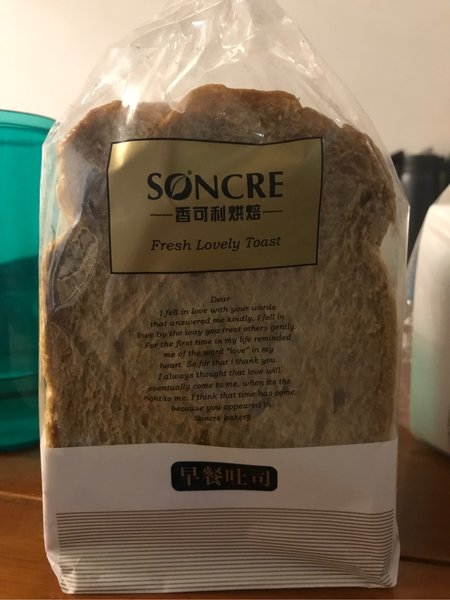 SONCRE
香可利烘焙
Fresh Lovely Toast
Dear
I fell in love with your words
that answered me kindly, I fell in
love by the way you treat others gently.
For the first time in my life reminded
me of the word "love" in my
heart. So for that i thank you.
I always thought that love will
eventually come to me, when its the
right to me. I think that time has come,
because you appeared in.
Soncre bakery
早餐吐司